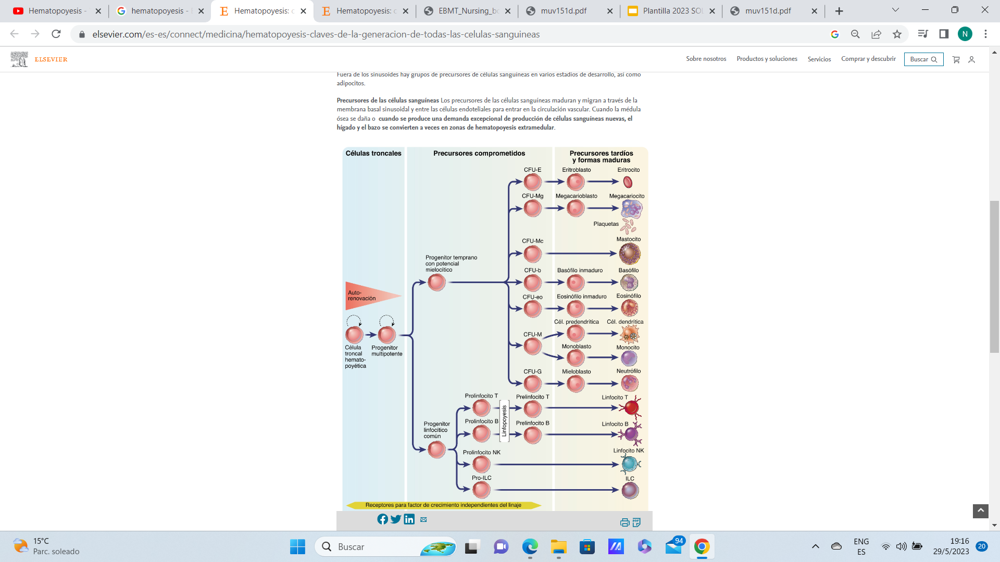 Hematopoyesis -
hematopoyesis -
Hematopoyesis: c
Hematopoyesis: c
EBMT_Nursing_bo
muv151d.pdf
Plantilla 2023 SOL
muv151d.pdf
elsevier.com/es-es/connect/medicina/hematopoyesis-claves-de-la-generacion-de-todas-las-celulas-sanguineas
N
ELSEVIER
Sobre nosotros
Productos y soluciones
Servicios
Comprar y descubrir
Buscar
Fuera de los sinusoides hay grupos de precursores de células sanguíneas en varios estadios de desarrollo, así como
adipocitos.
Precursores de las células sanguíneas Los precursores de las células sanguíneas maduran y migran a través de la
membrana basal sinusoidal y entre las células endoteliales para entrar en la circulación vascular. Cuando la médula
ósea se daña o cuando se produce una demanda excepcional de producción de células sanguíneas nuevas, el
hígado y el bazo se convierten a veces en zonas de hematopoyesis extramedular.
Células troncales
Precursores comprometidos
Precursores tardíos
y formas maduras
CFU-E
Eritroblasto
Eritrocito
CFU-Mg
Megacarioblasto
Megacariocito
Plaquetas
CFU-Mc
Mastocito
Progenitor temprano
con potencial
mielocítico
CFU-b
Basófilo inmaduro
Basófilo
Auto-
renovación
CFU-eo
Eosinófilo inmaduro
Eosinófilo
Cél. predendrítica
Cél. dendrítica
CFU-M
Monoblasto
Monocito
Célula
troncal
hemato-
poyética
Progenitor
multipotente
CFU-G
Mieloblasto
Neutrófilo
Prolinfocito T
Prelinfocito T
Linfocito T
Linfopoyesis
Prolinfocito B
Prelinfocito B
Linfocito B
Progenitor
linfocítico
común
Prolinfocito NK
Linfocito NK
Pro-ILC
ILC
Receptores para factor de crecimiento independientes del linaje
15°C
Parc. soleado
Buscar
94
ENG
ES
19:16
29/5/2023
20